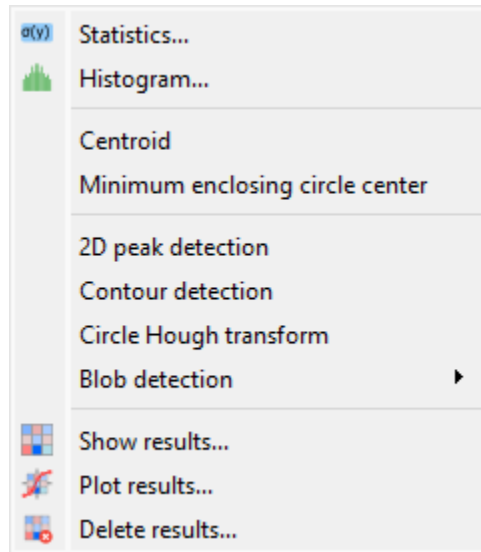 σ(y) Statistics...
Histogram...
Centroid
Minimum enclosing circle center
2D peak detection
Contour detection
Circle Hough transform
Blob detection
Show results...
Plot results...
Delete results...